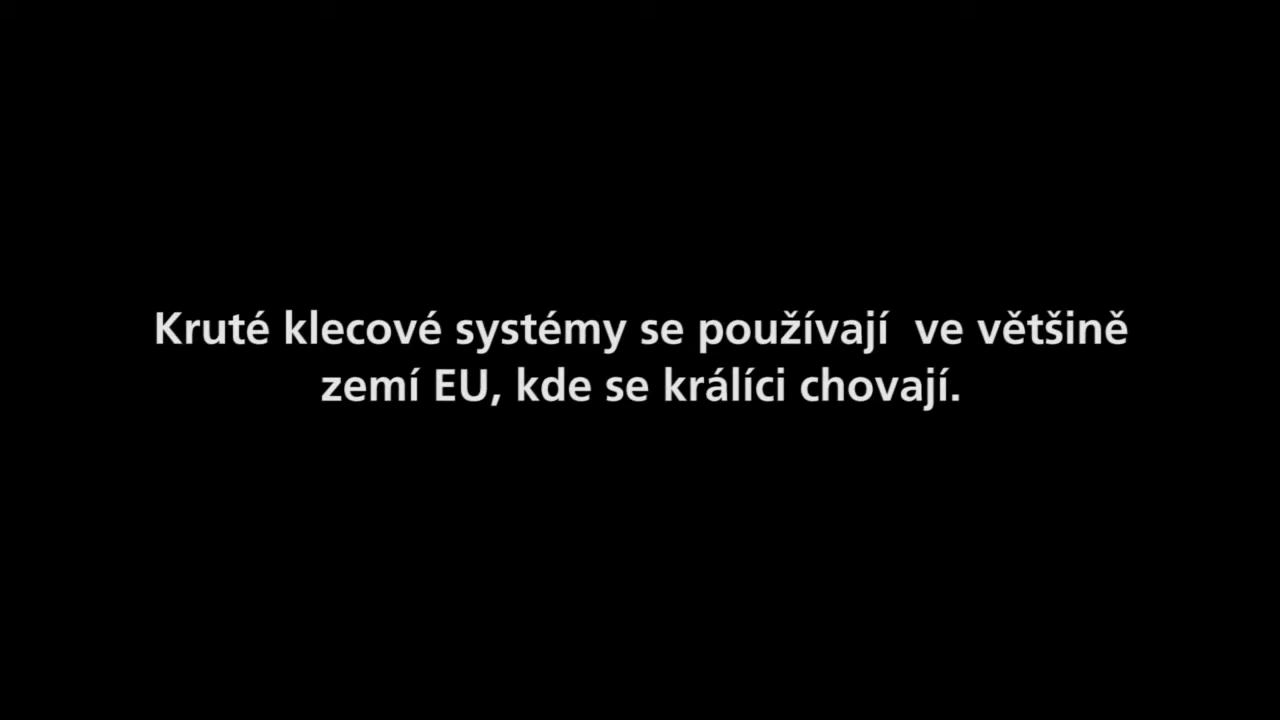 Kruté klecové systémy se používají  ve většině
zemí EU, kde se králíci chovají.